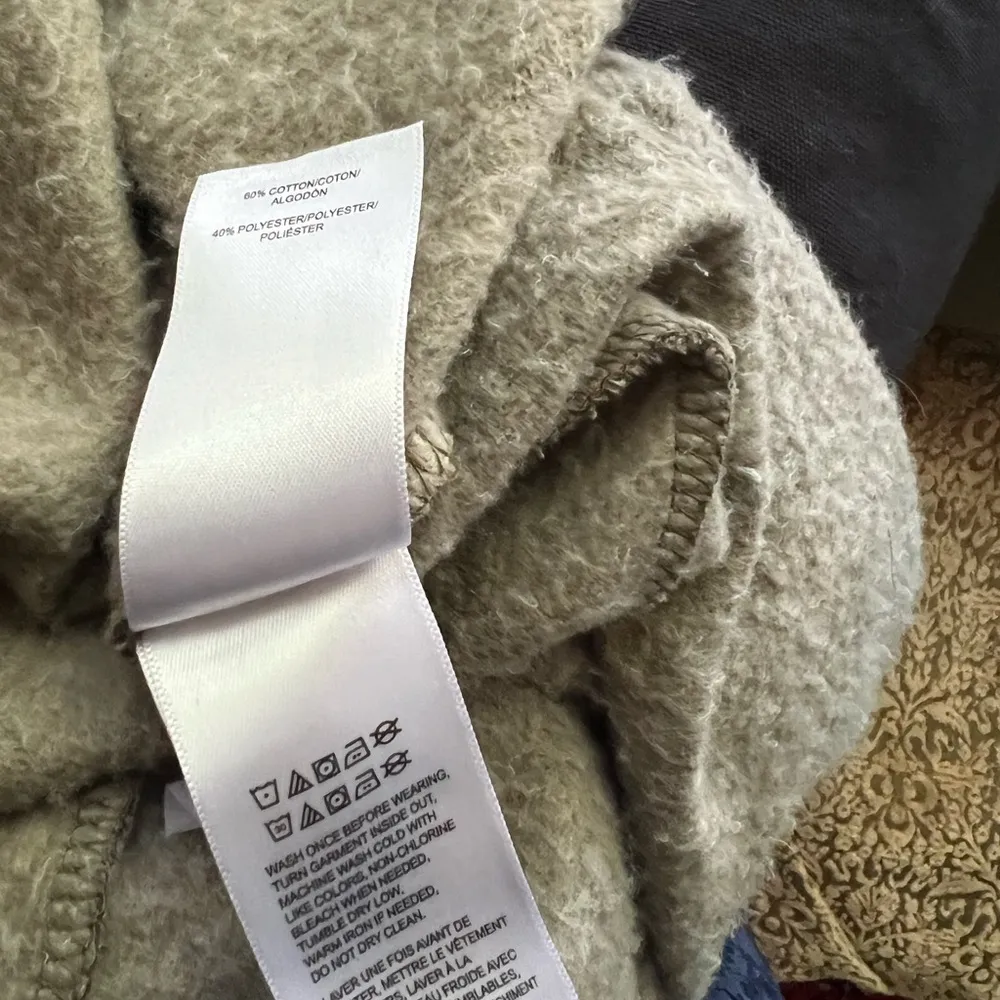 60% COTTON/COTON/
ALGODÓN
40% POLYESTER/POLYESTER/
POLIÉSTER
WASH ONCE BEFORE WEARING,
TURN GARMENT INSIDE OUT,
MACHINE WASH COLD WITH
LIKE COLORS, NON-CHLORINE
BLEACH WHEN NEEDED,
TUMBLE DRY LOW.
WARM IRON IF NEEDED,
DO NOT DRY CLEAN.
LAVER UNE FOIS AVANT DE
METTRE LE VÊTEMENT
LAVER À LA
EAU FROIDE AVEC